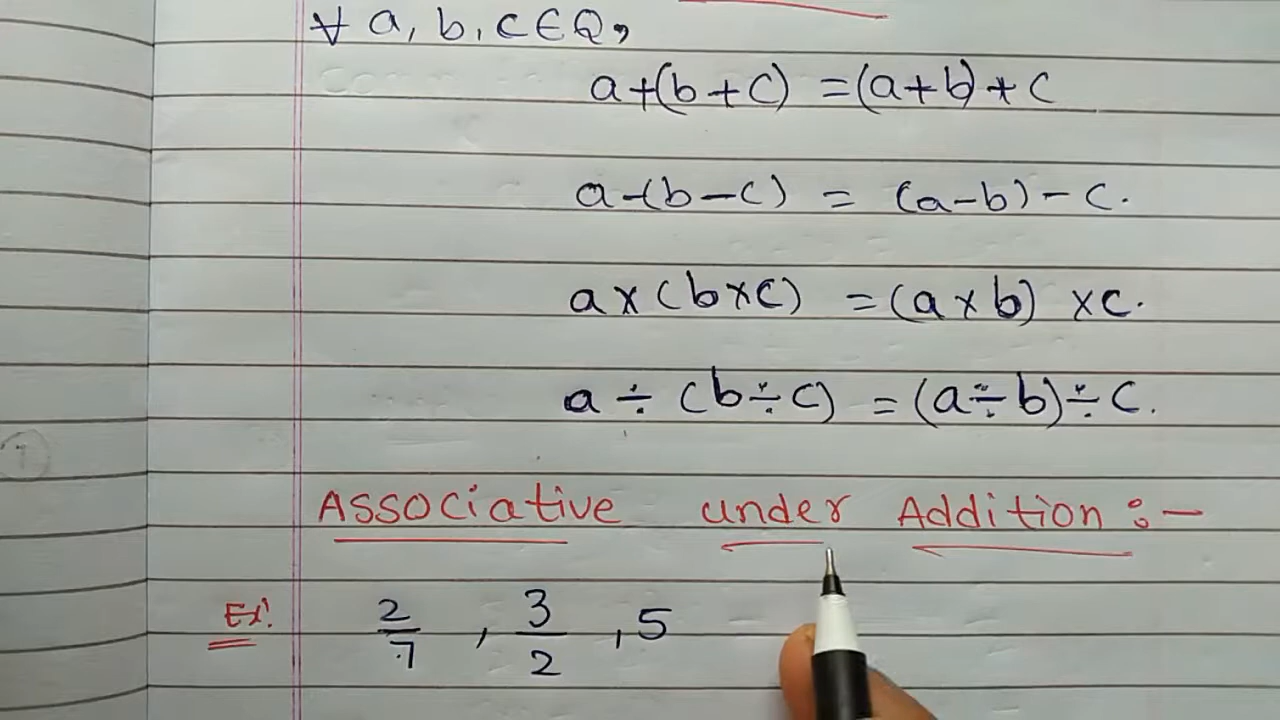 ∀ a, b, c ∈ Q,
a+(b+c) =(a+b)+c
a-(b-c) = (a-b)-c.
a×(b×c) =(a×b) ×c.
a÷(b÷c) =(a÷b)÷c.
Associative under Addition :-
Ex! 2/7 , 3/2 , 5